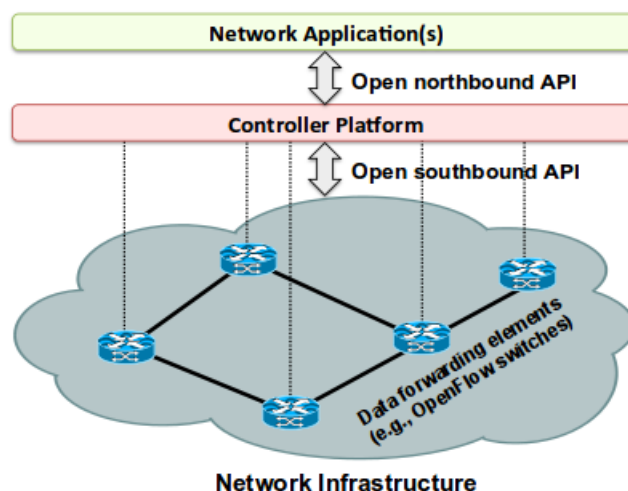 Network Application(s)
Open northbound API
Controller Platform
Open southbound API
Data forwarding elements
(e.g., OpenFlow switches)
Network Infrastructure